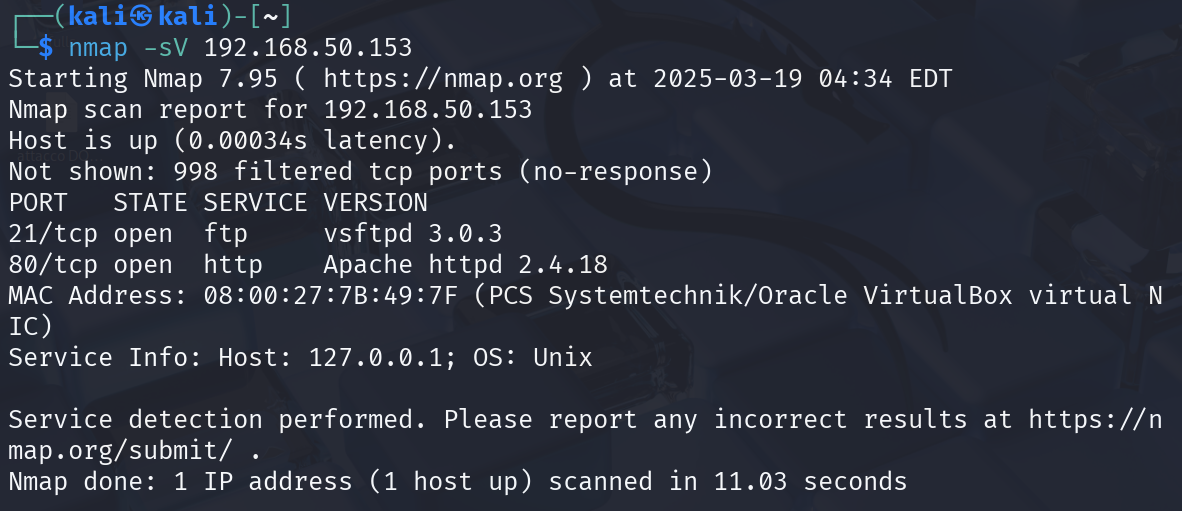 ┌──(kali㉿kali)-[~]
└─$ nmap -sV 192.168.50.153
Starting Nmap 7.95 ( https://nmap.org ) at 2025-03-19 04:34 EDT
Nmap scan report for 192.168.50.153
Host is up (0.00034s latency).
Not shown: 998 filtered tcp ports (no-response)
PORT   STATE SERVICE VERSION
21/tcp open  ftp     vsftpd 3.0.3
80/tcp open  http    Apache httpd 2.4.18
MAC Address: 08:00:27:7B:49:7F (PCS Systemtechnik/Oracle VirtualBox virtual N
IC)
Service Info: Host: 127.0.0.1; OS: Unix

Service detection performed. Please report any incorrect results at https://n
map.org/submit/ .
Nmap done: 1 IP address (1 host up) scanned in 11.03 seconds